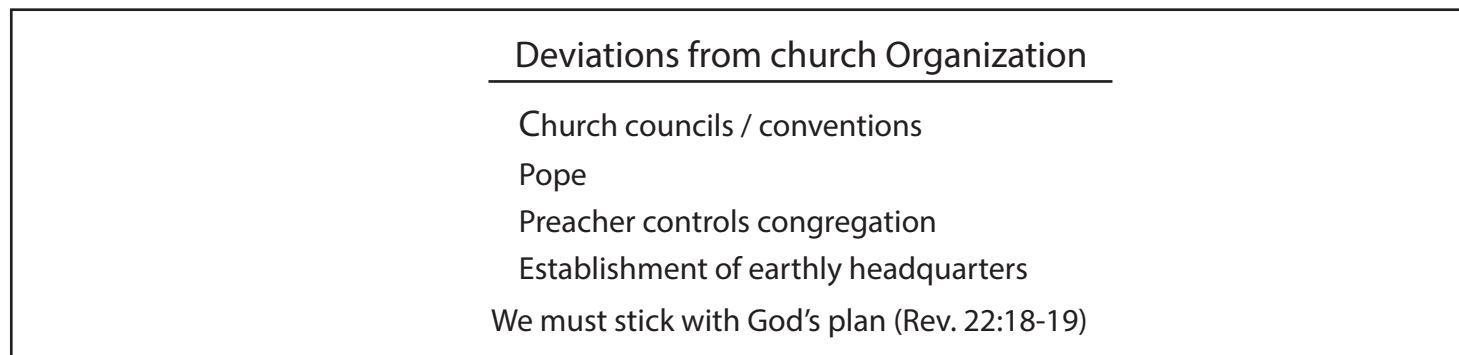 Deviations from church Organization
Church councils / conventions
Pope
Preacher controls congregation
Establishment of earthly headquarters
We must stick with God’s plan (Rev. 22:18-19)